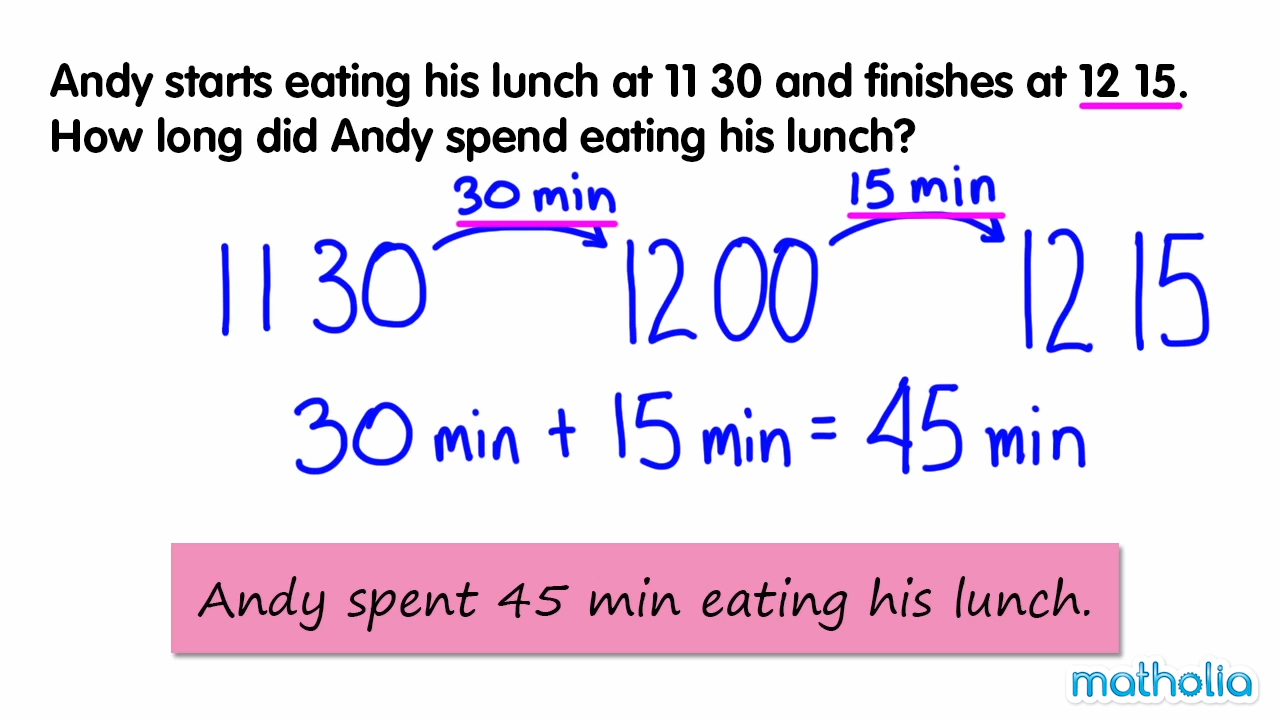 Andy starts eating his lunch at 11 30 and finishes at 12 15.
How long did Andy spend eating his lunch?
30 min 15 min
11 30 12 00 12 15
30 min + 15 min = 45 min
Andy spent 45 min eating his lunch.
matholia